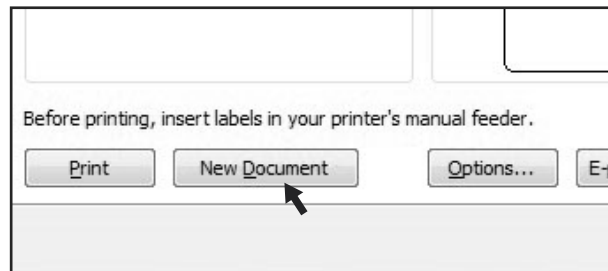 Before printing, insert labels in your printer's manual feeder.
Print New Document Options... E-